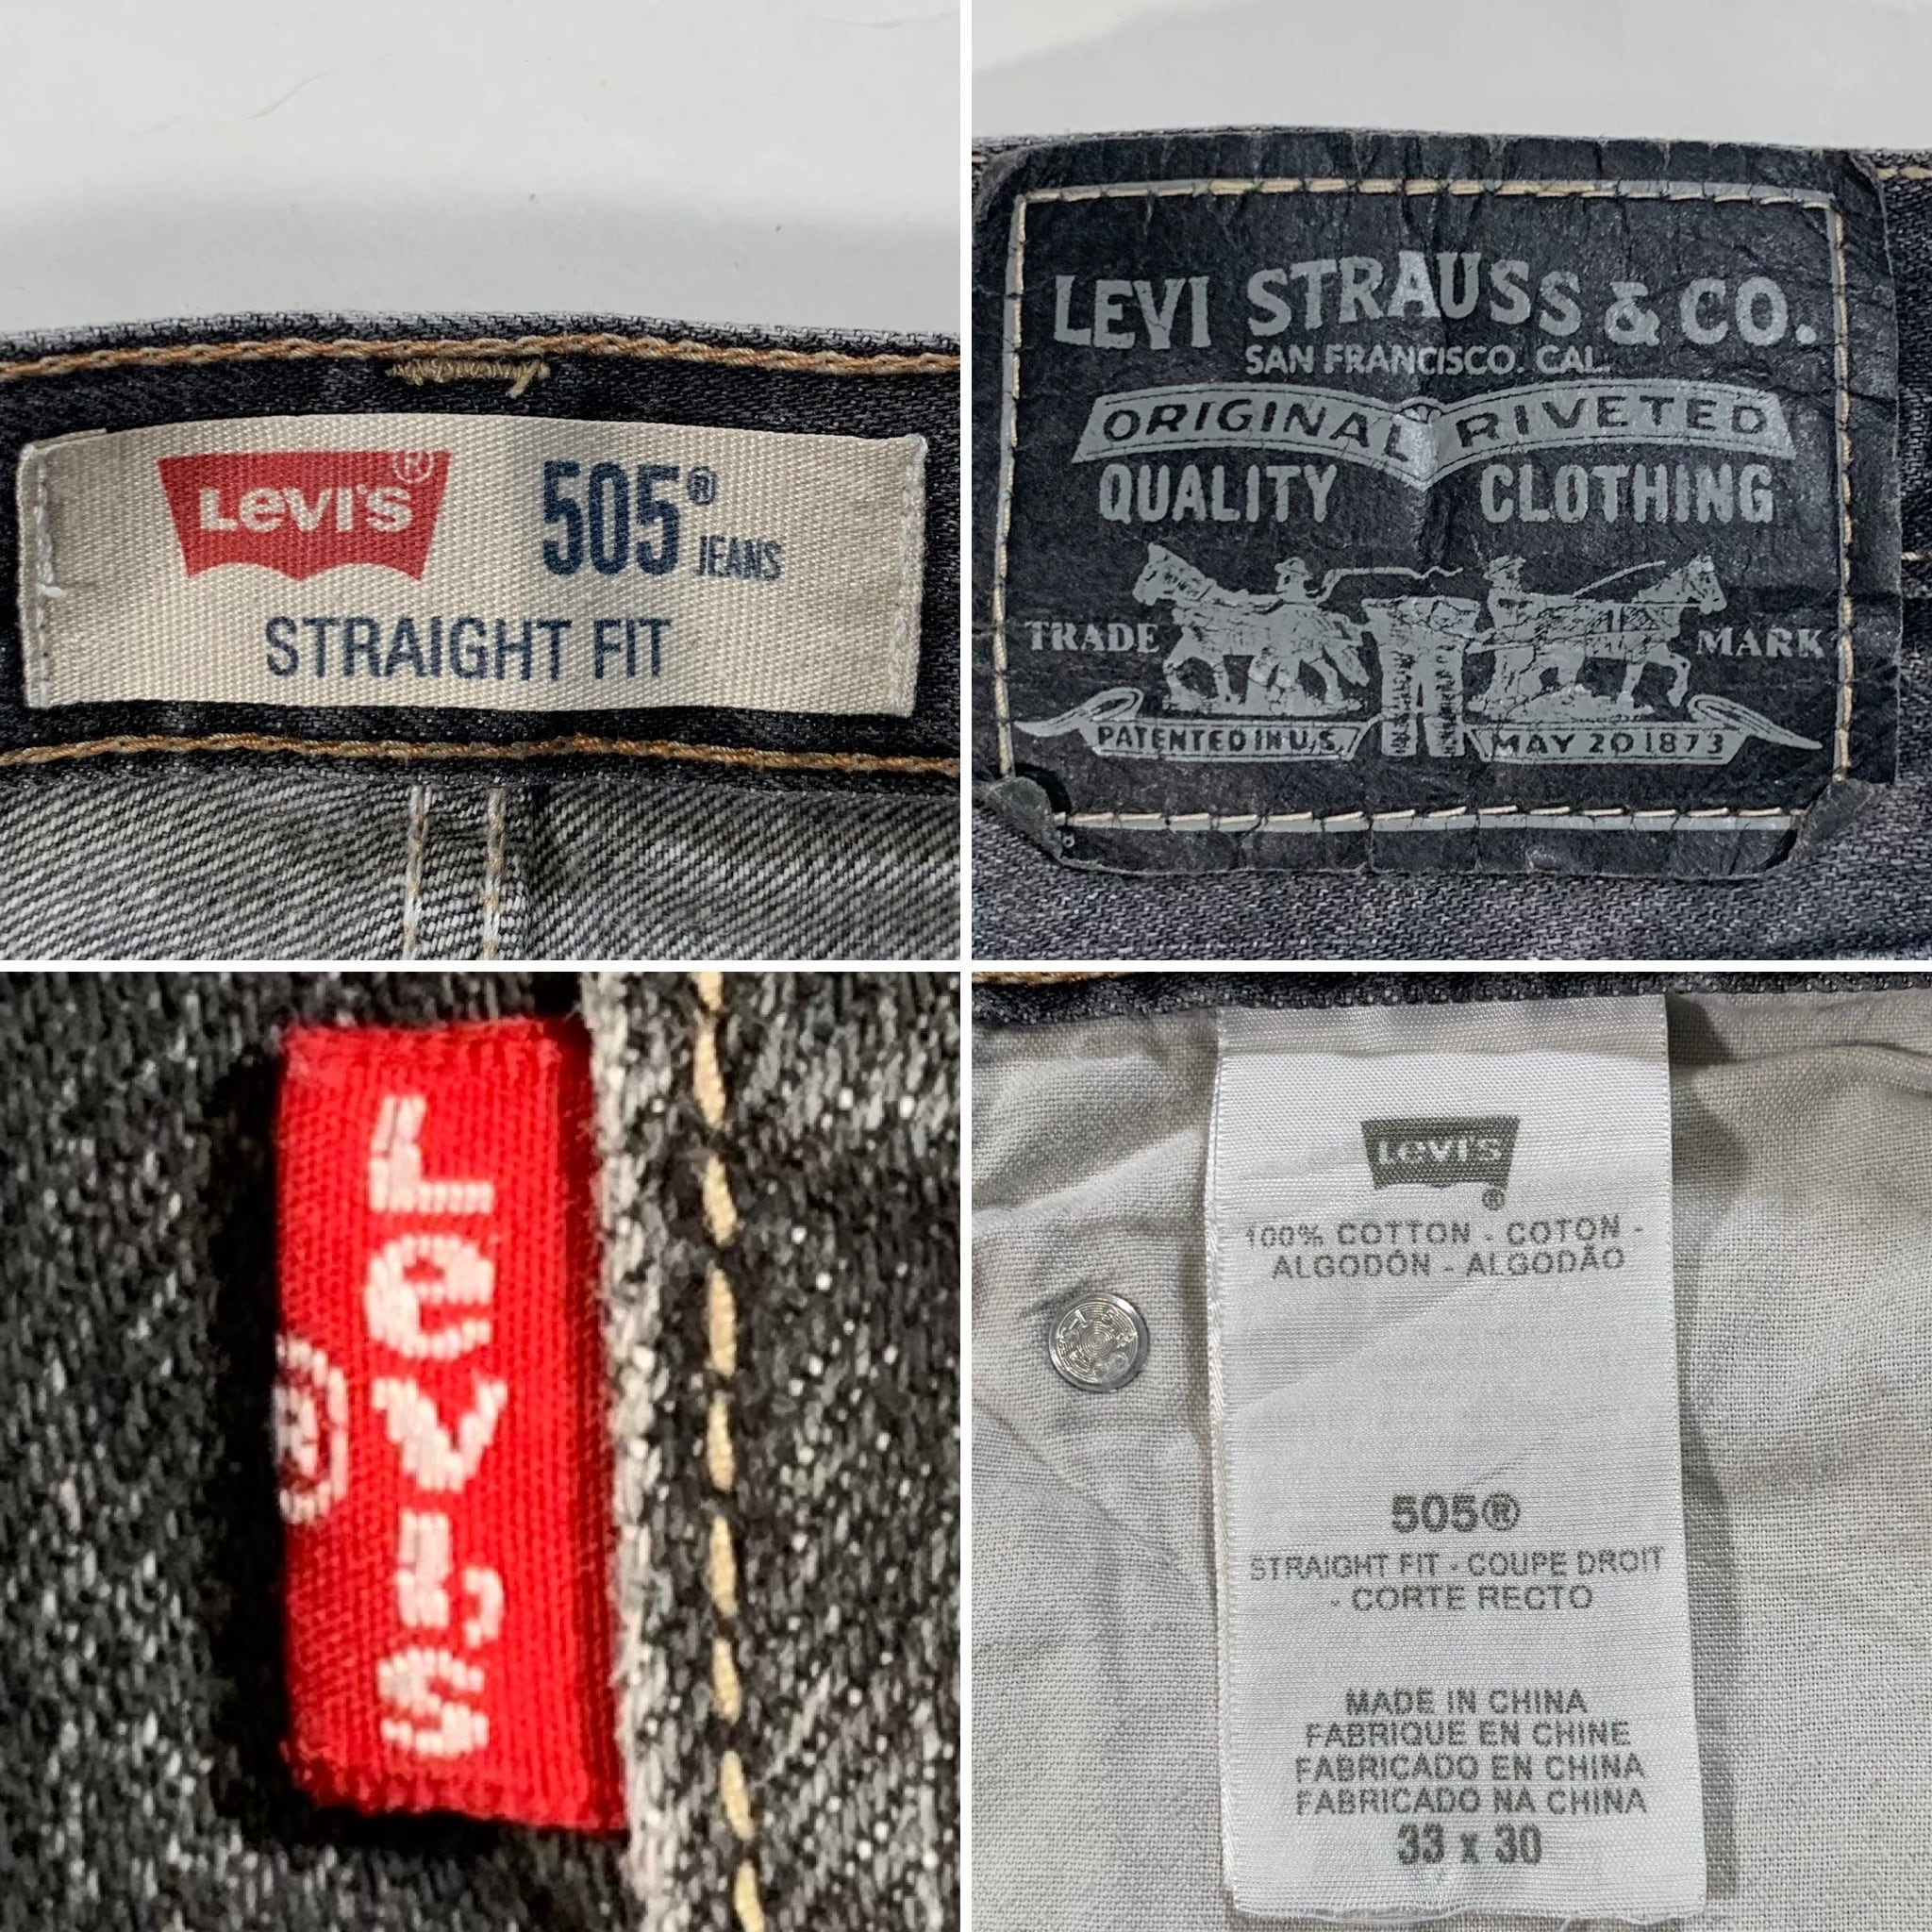 LEVI'S®
505® JEANS
STRAIGHT FIT
LEVI STRAUSS & CO.
SAN FRANCISCO. CAL.
ORIGINAL RIVETED
QUALITY CLOTHING
TRADE MARK
PATENTED IN U.S. MAY 20 1873
LEVI'S
®
LEVI'S
®
100% COTTON - COTON -
ALGODÓN - ALGODÃO
505®
STRAIGHT FIT - COUPE DROIT
- CORTE RECTO
MADE IN CHINA
FABRIQUE EN CHINE
FABRICADO EN CHINA
FABRICADO NA CHINA
33 x 30